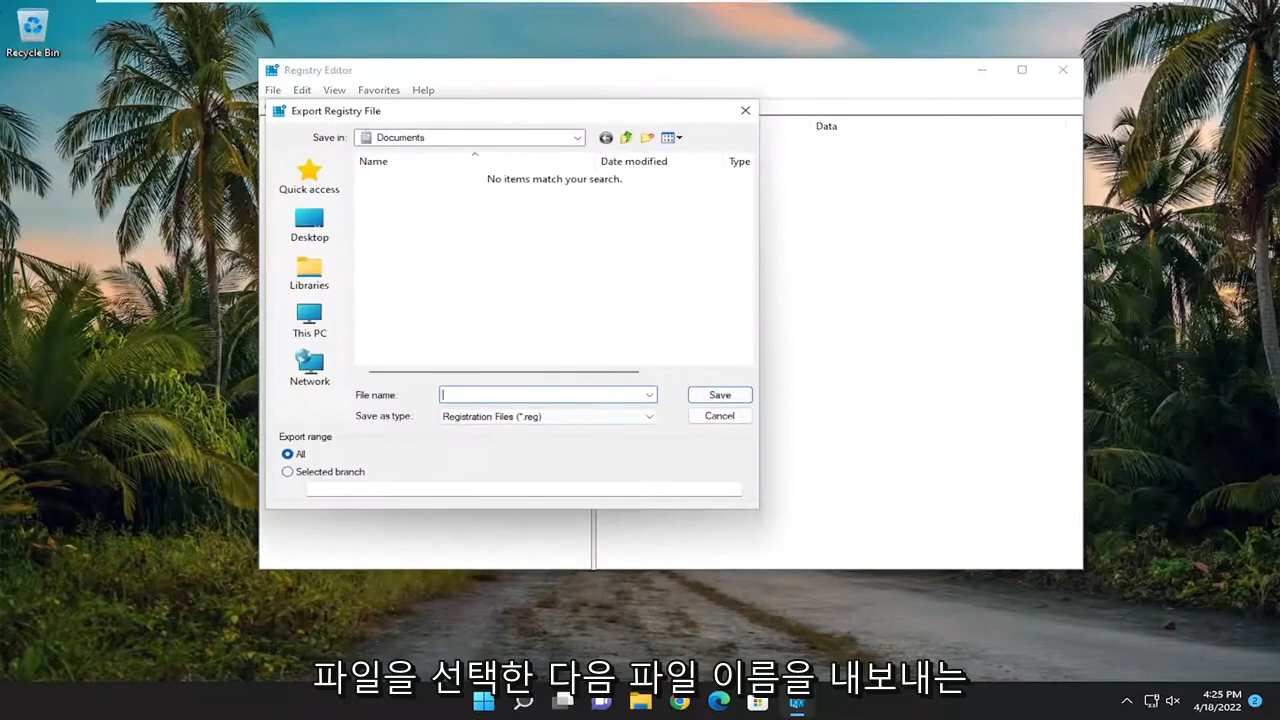 Recycle Bin
Registry Editor
File Edit View Favorites Help
Export Registry File
Data
Save in: Documents
Name Date modified Type
No items match your search.
Quick access
Desktop
Libraries
This PC
Network
File name: Save
Save as type: Registration Files (*.reg) Cancel
Export range
All
Selected branch
파일을 선택한 다음 파일 이름을 내보내는
4:25 PM
4/18/2022 2